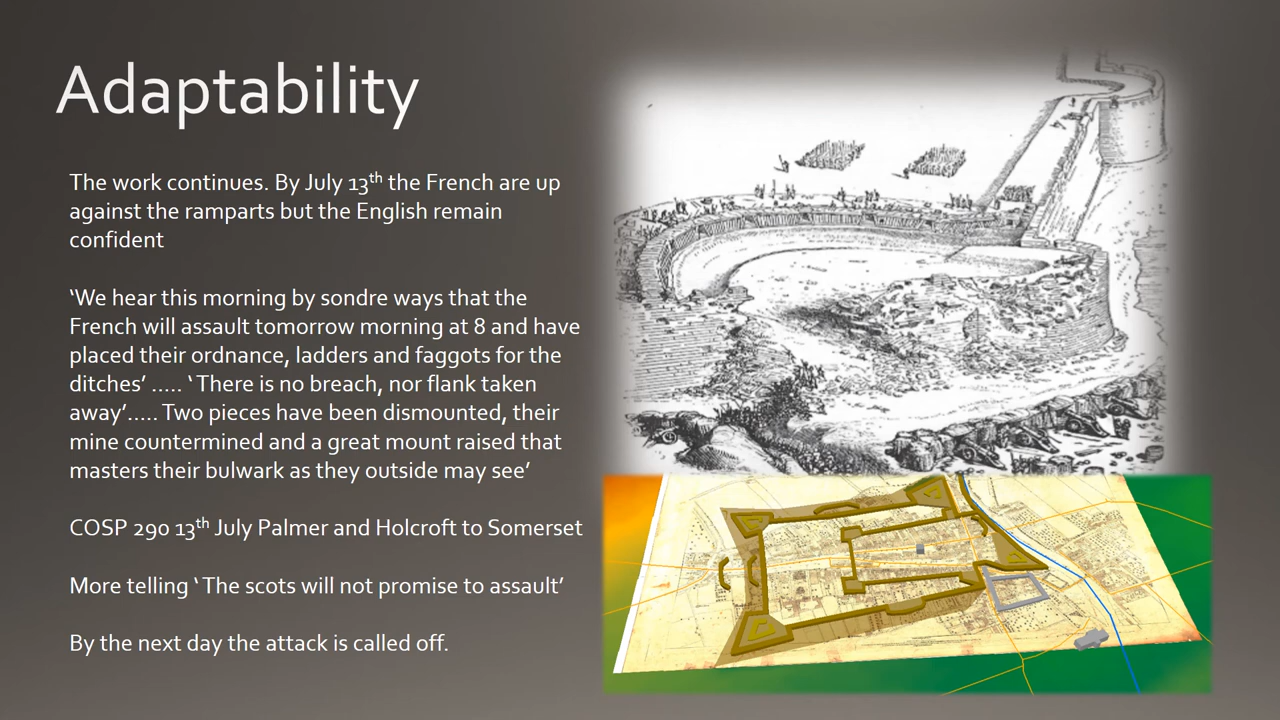 Adaptability
The work continues. By July 13th the French are up
against the ramparts but the English remain
confident
‘We hear this morning by sondre ways that the
French will assault tomorrow morning at 8 and have
placed their ordnance, ladders and faggots for the
ditches’ ..... ‘ There is no breach, nor flank taken
away’..... Two pieces have been dismounted, their
mine countermined and a great mount raised that
masters their bulwark as they outside may see’
COSP 290 13th July Palmer and Holcroft to Somerset
More telling ‘ The scots will not promise to assault’
By the next day the attack is called off.